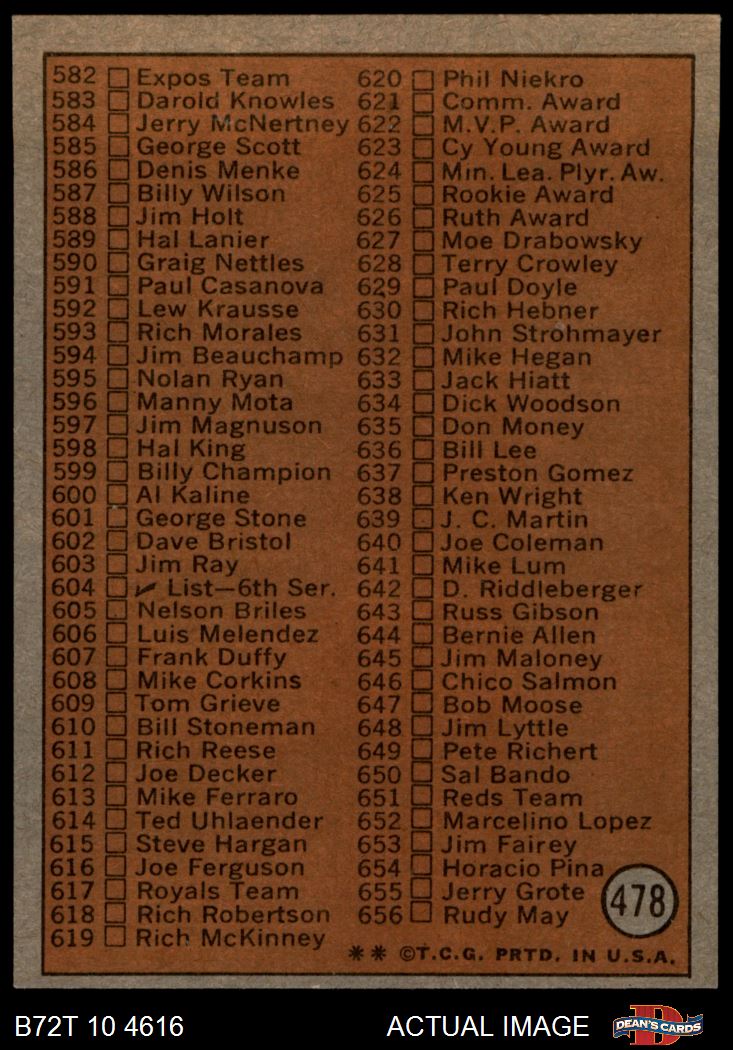 582 Expos Team
583 Darold Knowles
584 Jerry McNertney
585 George Scott
586 Denis Menke
587 Billy Wilson
588 Jim Holt
589 Hal Lanier
590 Graig Nettles
591 Paul Casanova
592 Lew Krausse
593 Rich Morales
594 Jim Beauchamp
595 Nolan Ryan
596 Manny Mota
597 Jim Magnuson
598 Hal King
599 Billy Champion
600 Al Kaline
601 George Stone
602 Dave Bristol
603 Jim Ray
604 ✓ List—6th Ser.
605 Nelson Briles
606 Luis Melendez
607 Frank Duffy
608 Mike Corkins
609 Tom Grieve
610 Bill Stoneman
611 Rich Reese
612 Joe Decker
613 Mike Ferraro
614 Ted Uhlaender
615 Steve Hargan
616 Joe Ferguson
617 Royals Team
618 Rich Robertson
619 Rich McKinney
620 Phil Niekro
621 Comm. Award
622 M.V.P. Award
623 Cy Young Award
624 Min. Lea. Plyr. Aw.
625 Rookie Award
626 Ruth Award
627 Moe Drabowsky
628 Terry Crowley
629 Paul Doyle
630 Rich Hebner
631 John Strohmayer
632 Mike Hegan
633 Jack Hiatt
634 Dick Woodson
635 Don Money
636 Bill Lee
637 Preston Gomez
638 Ken Wright
639 J. C. Martin
640 Joe Coleman
641 Mike Lum
642 D. Riddleberger
643 Russ Gibson
644 Bernie Allen
645 Jim Maloney
646 Chico Salmon
647 Bob Moose
648 Jim Lyttle
649 Pete Richert
650 Sal Bando
651 Reds Team
652 Marcelino Lopez
653 Jim Fairey
654 Horacio Pina
655 Jerry Grote
656 Rudy May
478
** ©T.C.G. PRTD. IN U.S.A.
B72T 10 4616
ACTUAL IMAGE
D
DEAN'S CARDS